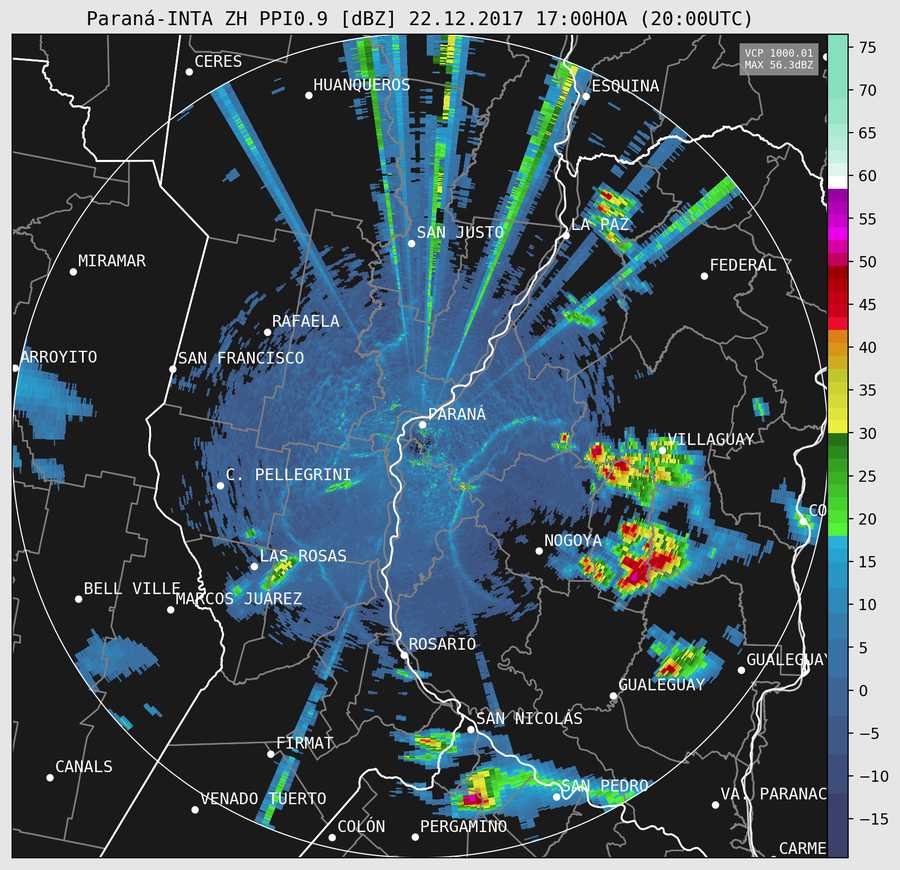 Paraná-INTA ZH PPI0.9 [dBZ] 22.12.2017 17:00HOA (20:00UTC)
VCP 1000.01
MAX 56.3dBZ
CERES
HUANQUEROS
ESQUINA
SAN JUSTO
LA PAZ
MIRAMAR
FEDERAL
RAFAELA
ARROYITO
SAN FRANCISCO
PARANÁ
VILLAGUAY
C. PELLEGRINI
CO
NOGOYA
LAS ROSAS
BELL VILLE
MARCOS JUÁREZ
ROSARIO
GUALEGUAY
GUALEGUAY
SAN NICOLÁS
FIRMAT
CANALS
SAN PEDRO
VENADO TUERTO
VA. PARANAC
COLÓN
PERGAMINO
CARME
75
70
65
60
55
50
45
40
35
30
25
20
15
10
5
0
−5
−10
−15